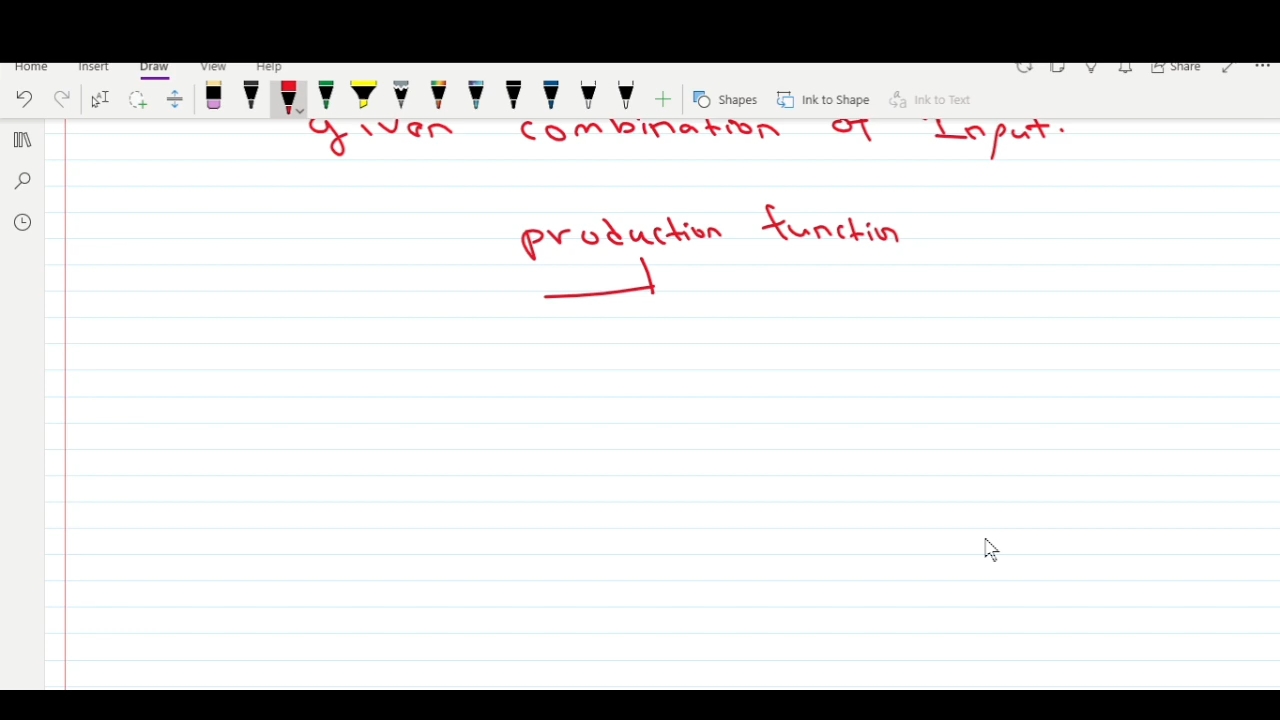 Home Insert Draw View Help Share
Shapes Ink to Shape Ink to Text
given combination of Input.
production function